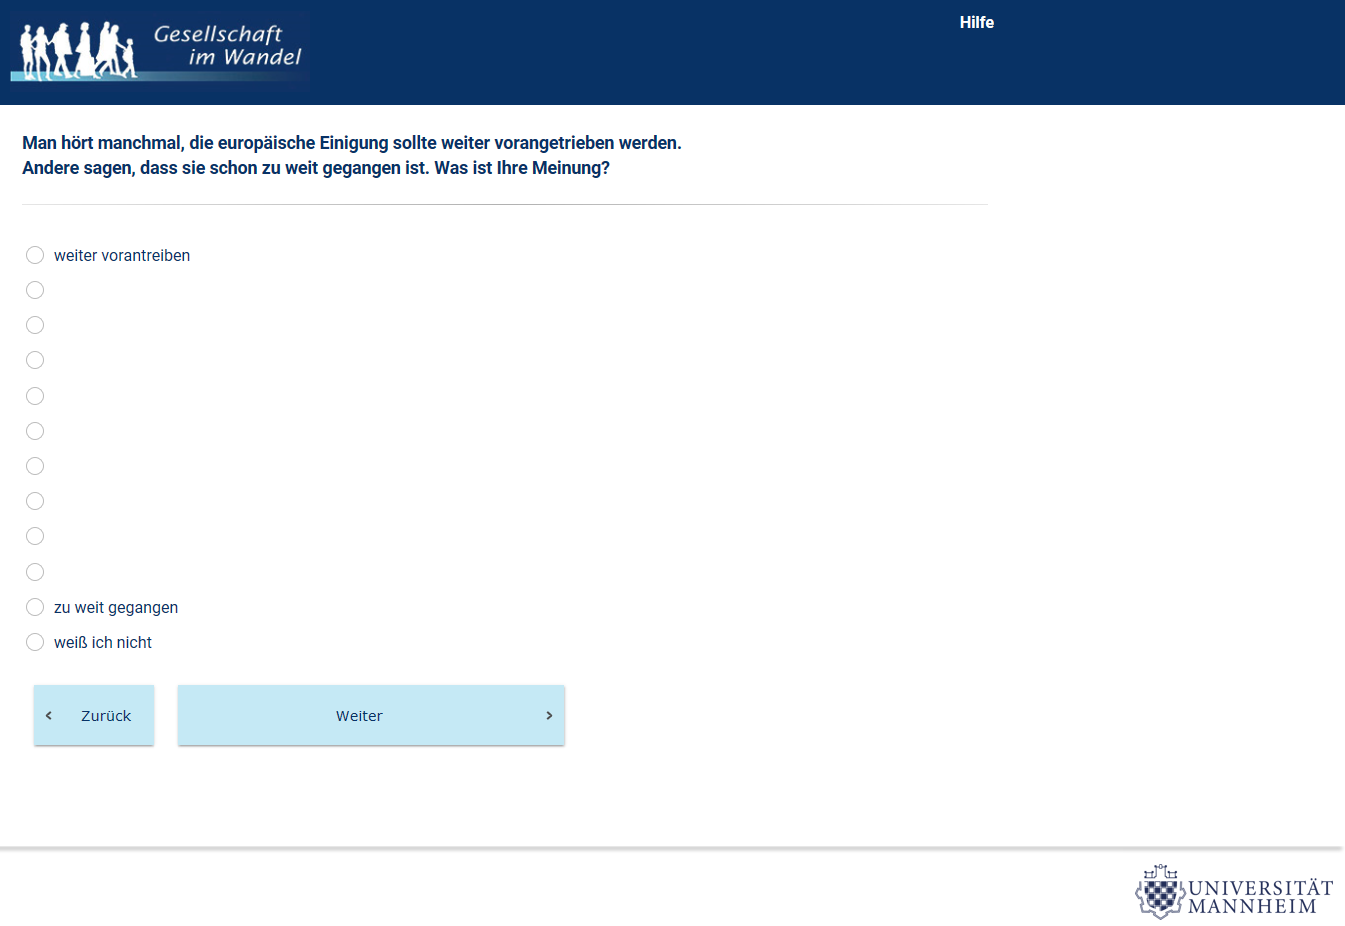 Gesellschaft
im Wandel
Hilfe
Man hört manchmal, die europäische Einigung sollte weiter vorangetrieben werden.
Andere sagen, dass sie schon zu weit gegangen ist. Was ist Ihre Meinung?
weiter vorantreiben
zu weit gegangen
weiß ich nicht
Zurück
Weiter
UNIVERSITÄT
MANNHEIM